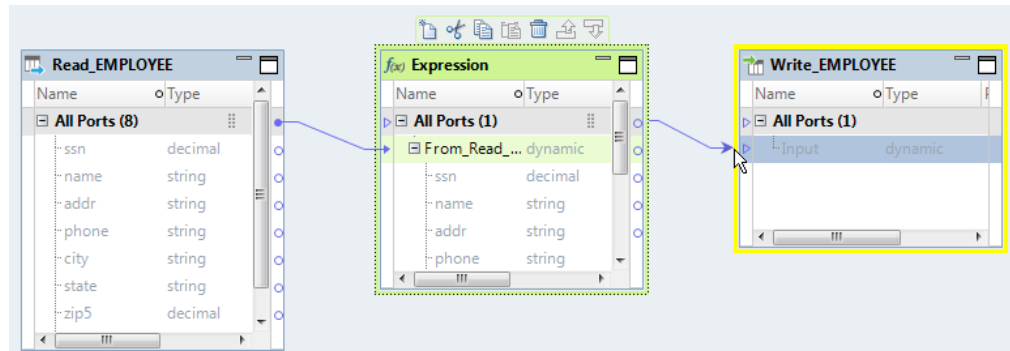 Read_EMPLOYEE
Name Type
All Ports (8)
ssn decimal
name string
addr string
phone string
city string
state string
zip5 decimal
f(x) Expression
Name Type
All Ports (1)
From_Read_... dynamic
ssn decimal
name string
addr string
phone string
Write_EMPLOYEE
Name Type
All Ports (1)
Input dynamic